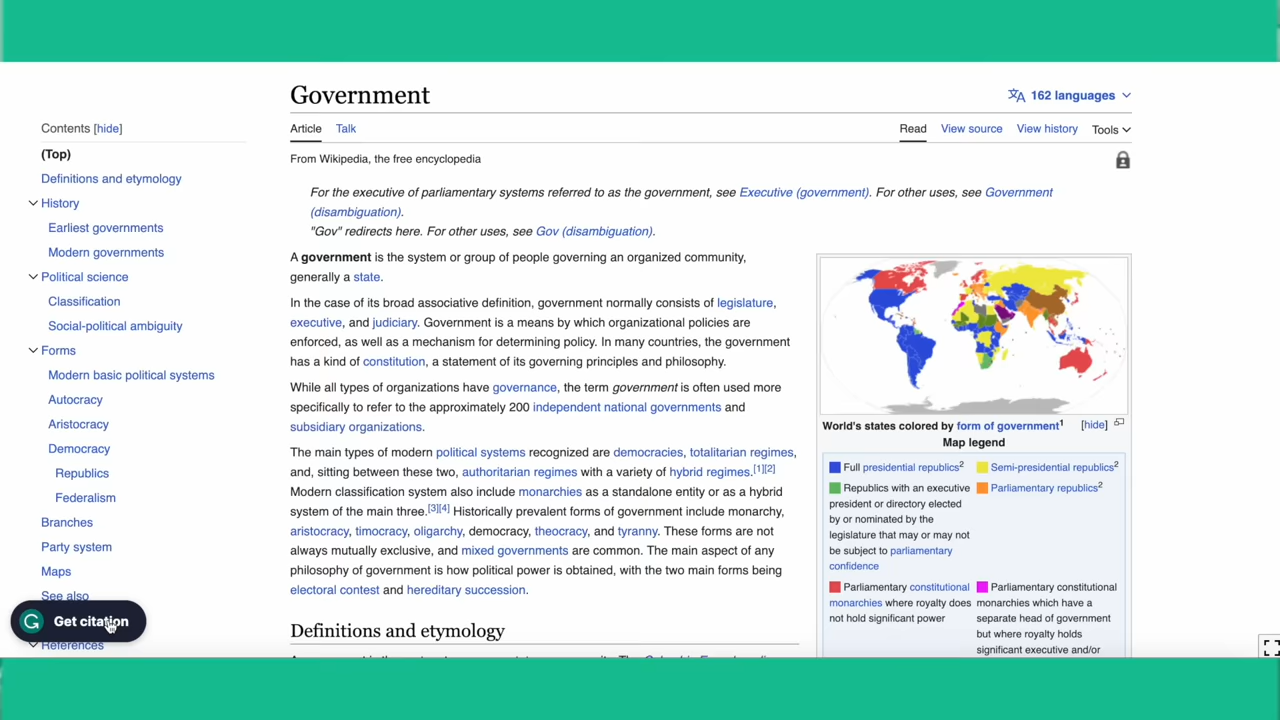 Government
162 languages
Contents [hide]
Article Talk
Read View source View history Tools
(Top)
From Wikipedia, the free encyclopedia
Definitions and etymology
History
Earliest governments
Modern governments
Political science
Classification
Social-political ambiguity
Forms
Modern basic political systems
Autocracy
Aristocracy
Democracy
Republics
Federalism
Branches
Party system
Maps
See also
Get citation
References
For the executive of parliamentary systems referred to as the government, see Executive (government). For other uses, see Government
(disambiguation).
"Gov" redirects here. For other uses, see Gov (disambiguation).
A government is the system or group of people governing an organized community,
generally a state.
In the case of its broad associative definition, government normally consists of legislature,
executive, and judiciary. Government is a means by which organizational policies are
enforced, as well as a mechanism for determining policy. In many countries, the government
has a kind of constitution, a statement of its governing principles and philosophy.
While all types of organizations have governance, the term government is often used more
specifically to refer to the approximately 200 independent national governments and
subsidiary organizations.
The main types of modern political systems recognized are democracies, totalitarian regimes,
and, sitting between these two, authoritarian regimes with a variety of hybrid regimes.[1][2]
Modern classification system also include monarchies as a standalone entity or as a hybrid
system of the main three.[3][4] Historically prevalent forms of government include monarchy,
aristocracy, timocracy, oligarchy, democracy, theocracy, and tyranny. These forms are not
always mutually exclusive, and mixed governments are common. The main aspect of any
philosophy of government is how political power is obtained, with the two main forms being
electoral contest and hereditary succession.
Definitions and etymology
World's states colored by form of government1 [hide]
Map legend
Full presidential republics2
Semi-presidential republics2
Republics with an executive
president or directory elected
by or nominated by the
legislature that may or may not
be subject to parliamentary
confidence
Parliamentary republics2
Parliamentary constitutional
monarchies where royalty does
not hold significant power
Parliamentary constitutional
monarchies which have a
separate head of government
but where royalty holds
significant executive and/or